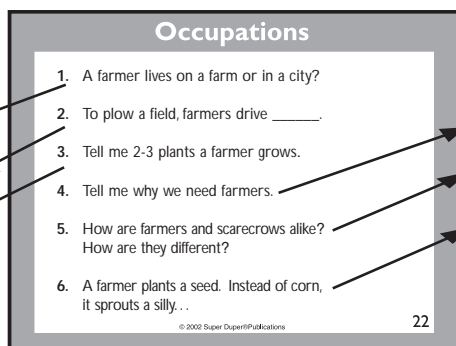 Occupations
1. A farmer lives on a farm or in a city?
2. To plow a field, farmers drive ______.
3. Tell me 2-3 plants a farmer grows.
4. Tell me why we need farmers.
5. How are farmers and scarecrows alike?
How are they different?
6. A farmer plants a seed. Instead of corn,
it sprouts a silly. . .
© 2002 Super Duper®Publications
22